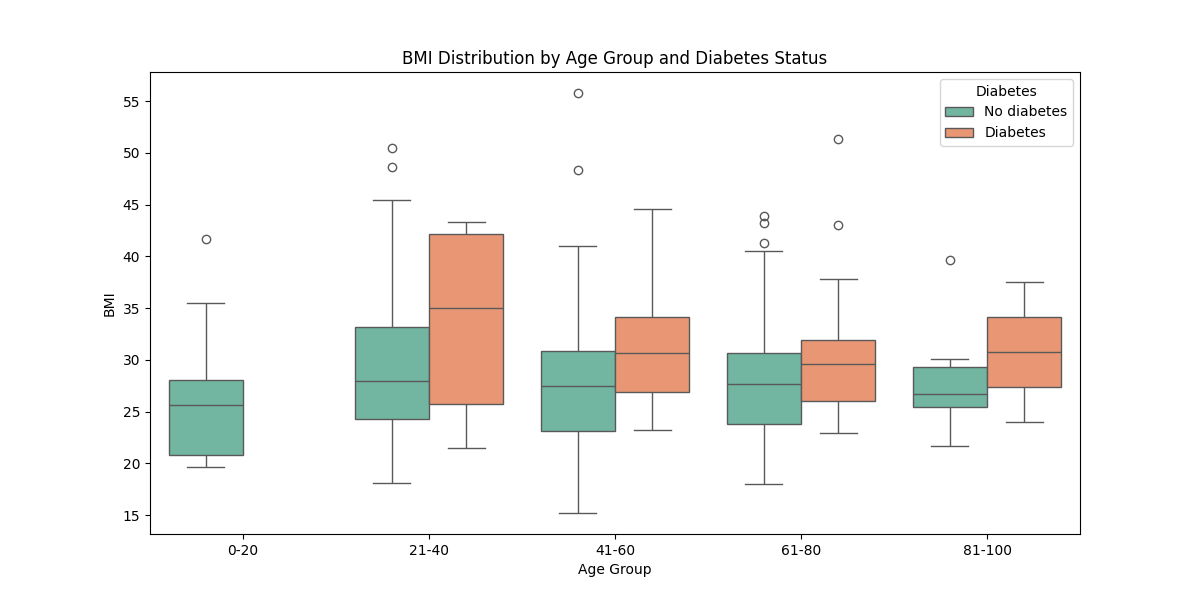 BMI Distribution by Age Group and Diabetes Status
Diabetes
No diabetes
Diabetes
BMI
55
50
45
40
35
30
25
20
15
0-20
21-40
41-60
61-80
81-100
Age Group